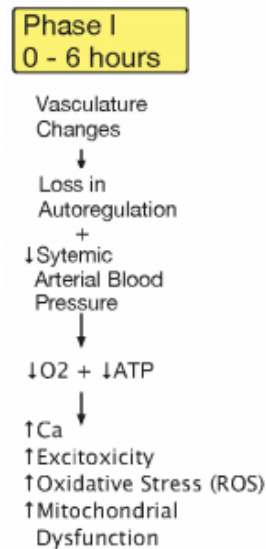 Phase I
0 - 6 hours
Vasculature
Changes
↓
Loss in
Autoregulation
+
↓Sytemic
Arterial Blood
Pressure
↓
↓O2 + ↓ATP
↓
↑Ca
↑Excitoxicity
↑Oxidative Stress (ROS)
↑Mitochondrial
Dysfunction